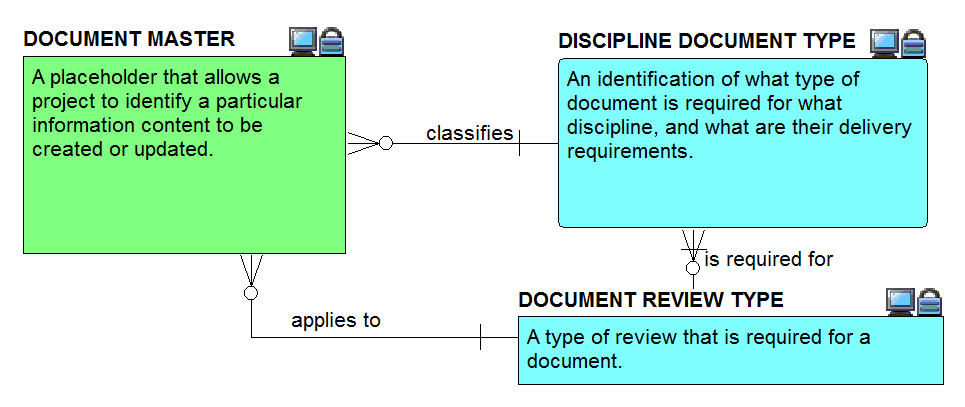 DOCUMENT MASTER
A placeholder that allows a
project to identify a particular
information content to be
created or updated.
classifies
DISCIPLINE DOCUMENT TYPE
An identification of what type of
document is required for what
discipline, and what are their delivery
requirements.
is required for
applies to
DOCUMENT REVIEW TYPE
A type of review that is required for a
document.